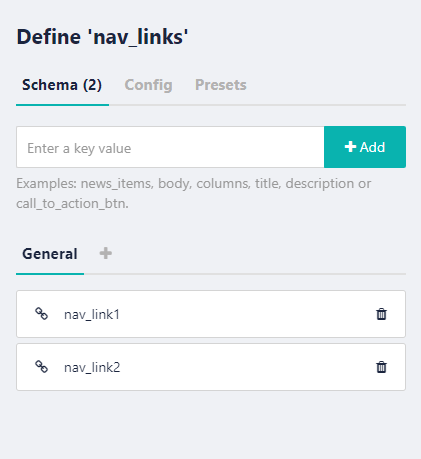 Define 'nav_links'
Schema (2) Config Presets
Enter a key value Add
Examples: news_items, body, columns, title, description or
call_to_action_btn.
General
nav_link1
nav_link2